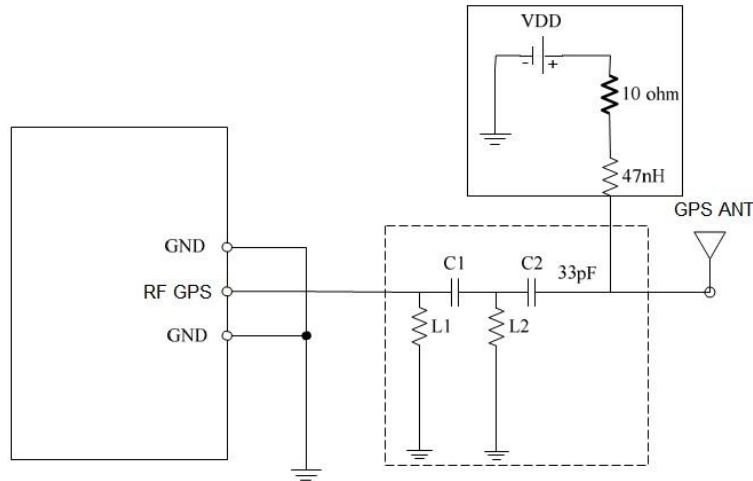 VDD
- +
10 ohm
47nH
GPS ANT
GND
C1
C2
33pF
RF GPS
L1
L2
GND